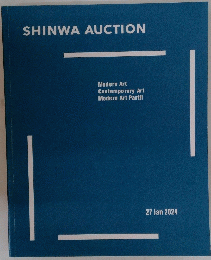 SHINWA AUCTION
Modern Art
Contemporary Art
Modern Art PartII
27 Jan 2024